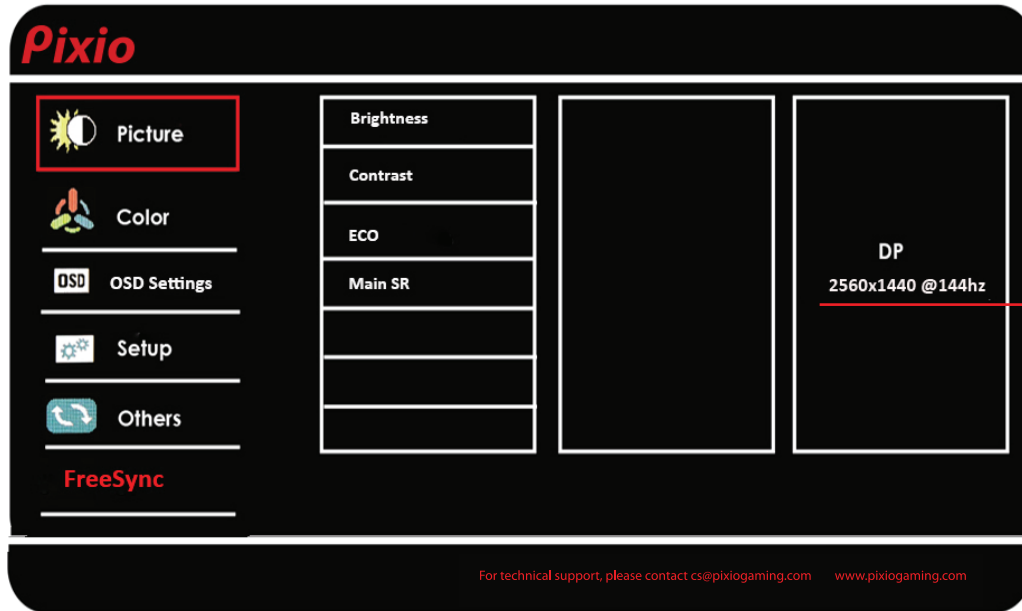 Pixio
Picture
Color
OSD OSD Settings
Setup
Others
FreeSync
Brightness
Contrast
ECO
Main SR
DP
2560x1440 @144hz
For technical support, please contact cs@pixiogaming.com www.pixiogaming.com